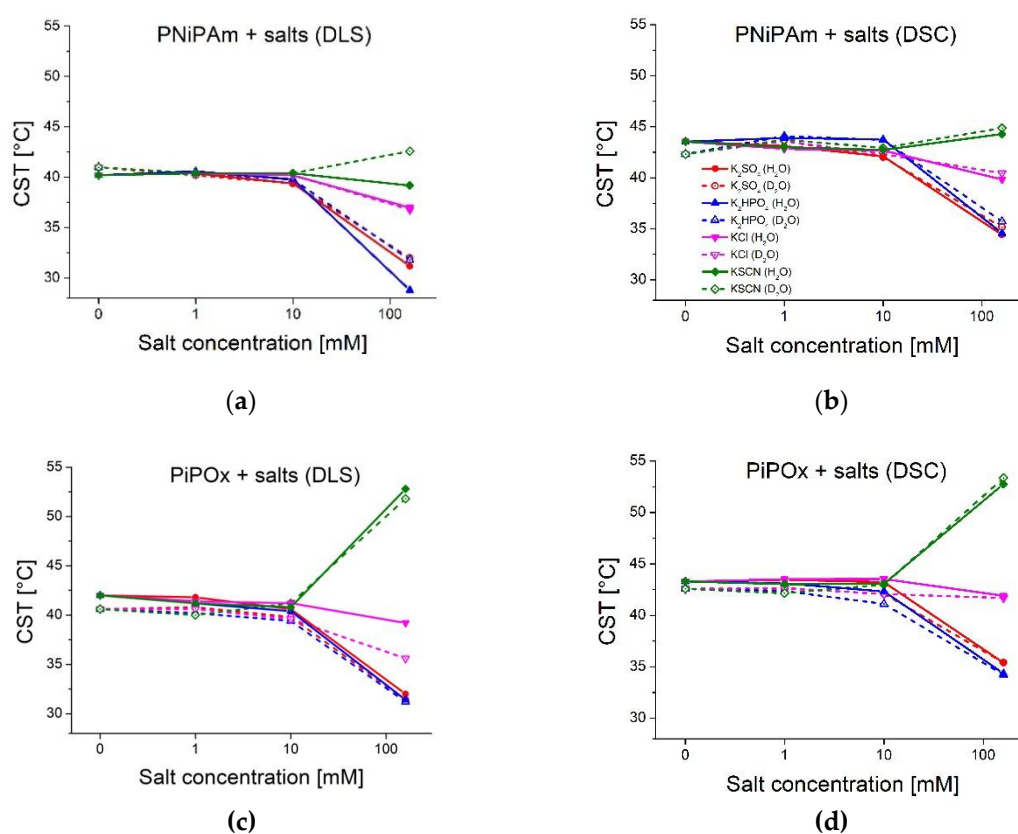 (a)
PNiPAm + salts (DLS)
55
50
45
40
35
30
CST [°C]
0 1 10 100
Salt concentration [mM]
(b)
PNiPAm + salts (DSC)
55
50
45
40
35
30
CST [°C]
K₂SO₄ (H₂O)
K₂SO₄ (D₂O)
K₂HPO₄ (H₂O)
K₂HPO₄ (D₂O)
KCl (H₂O)
KCl (D₂O)
KSCN (H₂O)
KSCN (D₂O)
0 1 10 100
Salt concentration [mM]
(c)
PiPOx + salts (DLS)
55
50
45
40
35
30
CST [°C]
0 1 10 100
Salt concentration [mM]
(d)
PiPOx + salts (DSC)
55
50
45
40
35
30
CST [°C]
0 1 10 100
Salt concentration [mM]